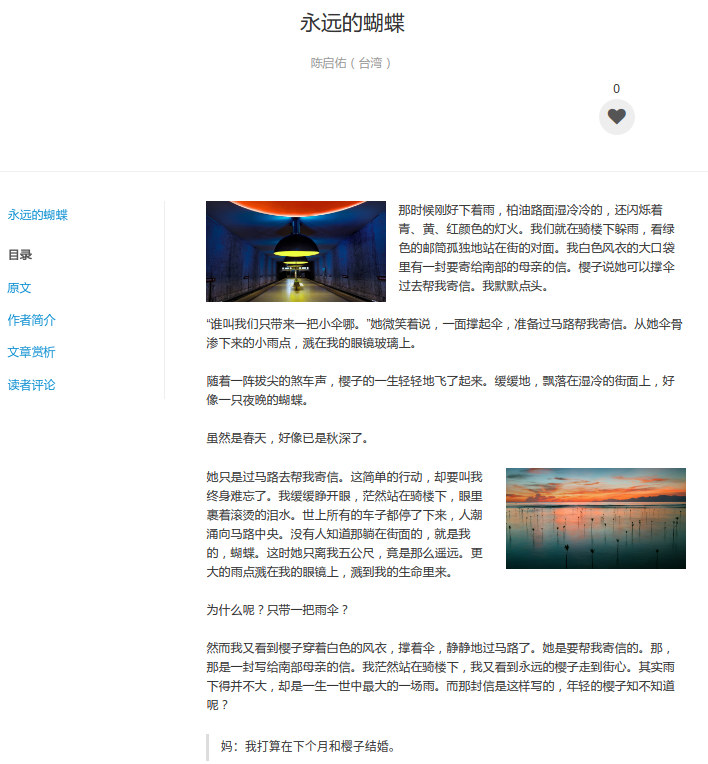 永远的蝴蝶
陈启佑（台湾）
0
永远的蝴蝶
目录
原文
作者简介
文章赏析
读者评论
那时候刚好下着雨，柏油路面湿冷冷的，还闪烁着
青、黄、红颜色的灯火。我们就在骑楼下躲雨，看绿
色的邮筒孤独地站在街的对面。我白色风衣的大口袋
里有一封要寄给南部的母亲的信。樱子说她可以撑伞
过去帮我寄信。我默默点头。
“谁叫我们只带来一把小伞哪。”她微笑着说，一面撑起伞，准备过马路帮我寄信。从她伞骨
渗下来的小雨点，溅在我的眼镜玻璃上。
随着一阵拔尖的煞车声，樱子的一生轻轻地飞了起来。缓缓地，飘落在湿冷的街面上，好
像一只夜晚的蝴蝶。
虽然是春天，好像已是秋深了。
她只是过马路去帮我寄信。这简单的行动，却要叫我
终身难忘了。我缓缓睁开眼，茫然站在骑楼下，眼里
裹着滚烫的泪水。世上所有的车子都停了下来，人潮
涌向马路中央。没有人知道那躺在街面的，就是我
的，蝴蝶。这时她只离我五公尺，竟是那么遥远。更
大的雨点溅在我的眼镜上，溅到我的生命里来。
为什么呢？只带一把雨伞？
然而我又看到樱子穿着白色的风衣，撑着伞，静静地过马路了。她是要帮我寄信的。那，
那是一封写给南部母亲的信。我茫然站在骑楼下，我又看到永远的樱子走到街心。其实雨
下得并不大，却是一生一世中最大的一场雨。而那封信是这样写的，年轻的樱子知不知道
呢？
妈：我打算在下个月和樱子结婚。